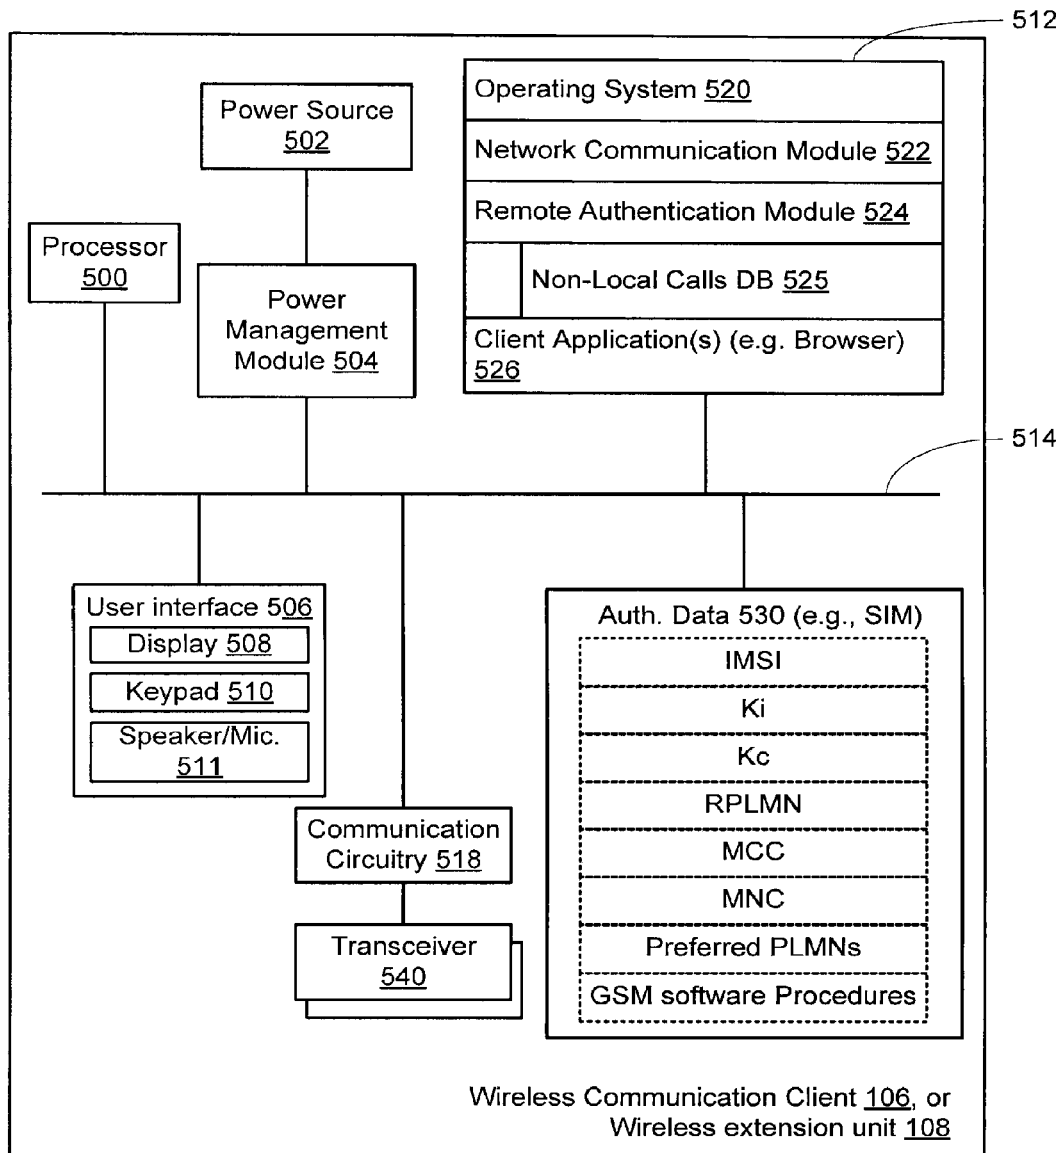 512
Power Source
502
Operating System 520
Network Communication Module 522
Remote Authentication Module 524
Non-Local Calls DB 525
Client Application(s) (e.g. Browser)
526
Processor
500
Power
Management
Module 504
514
User interface 506
Display 508
Keypad 510
Speaker/Mic.
511
Communication
Circuitry 518
Transceiver
540
Auth. Data 530 (e.g., SIM)
IMSI
Ki
Kc
RPLMN
MCC
MNC
Preferred PLMNs
GSM software Procedures
Wireless Communication Client 106, or
Wireless extension unit 108